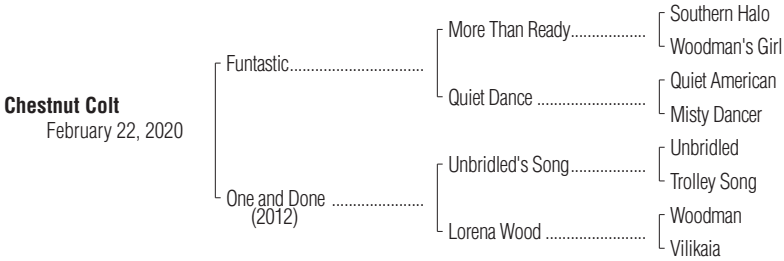 Southern Halo
More Than Ready
Woodman's Girl
Funtastic
Quiet American
Quiet Dance
Misty Dancer
Chestnut Colt
February 22, 2020
Unbridled
Unbridled's Song
Trolley Song
One and Done
(2012)
Woodman
Lorena Wood
Vilikaia